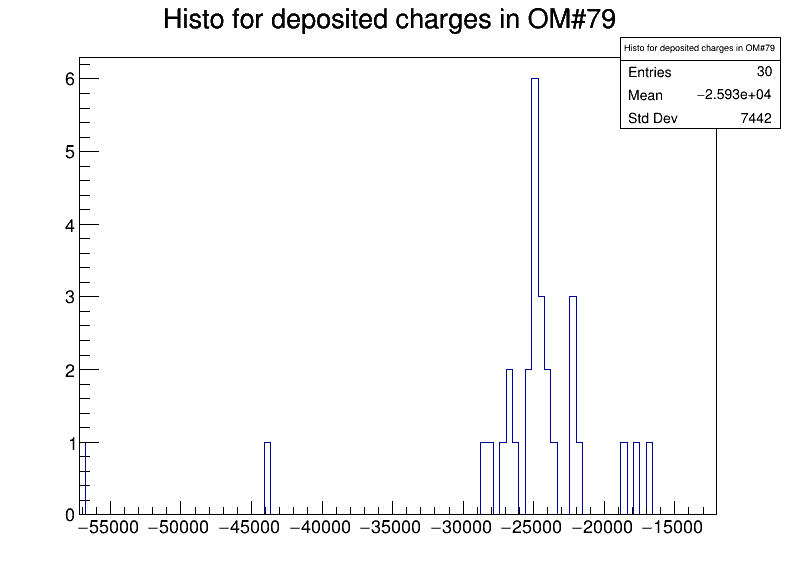 Histo for deposited charges in OM#79
Histo for deposited charges in OM#79
Entries 30
Mean −2.593e+04
Std Dev 7442
6
5
4
3
2
1
0
−55000 −50000 −45000 −40000 −35000 −30000 −25000 −20000 −15000